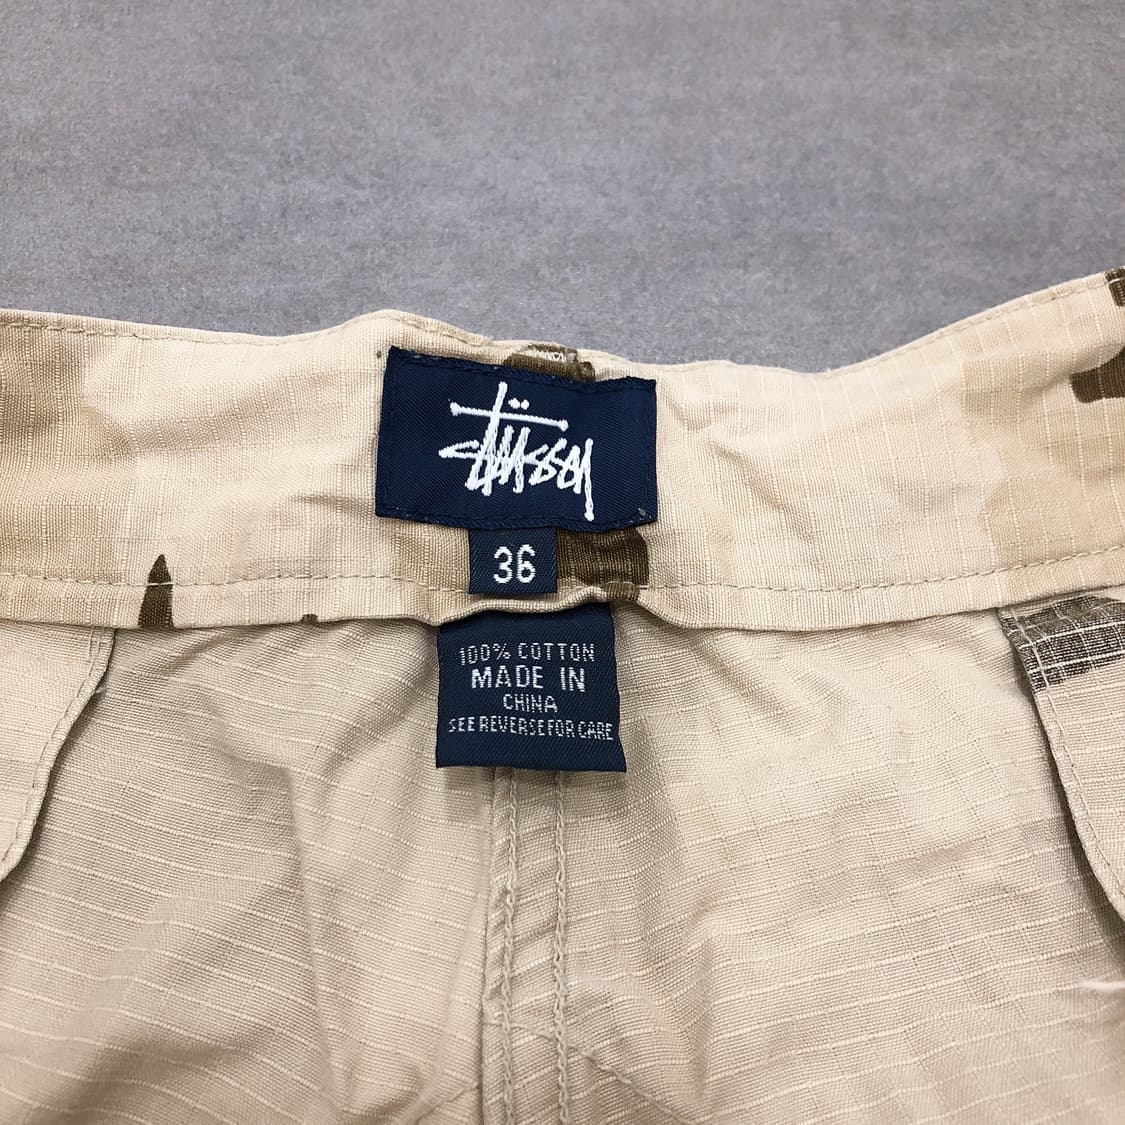 Stüssy
36
100% COTTON
MADE IN
CHINA
SEE REVERSE FOR CARE